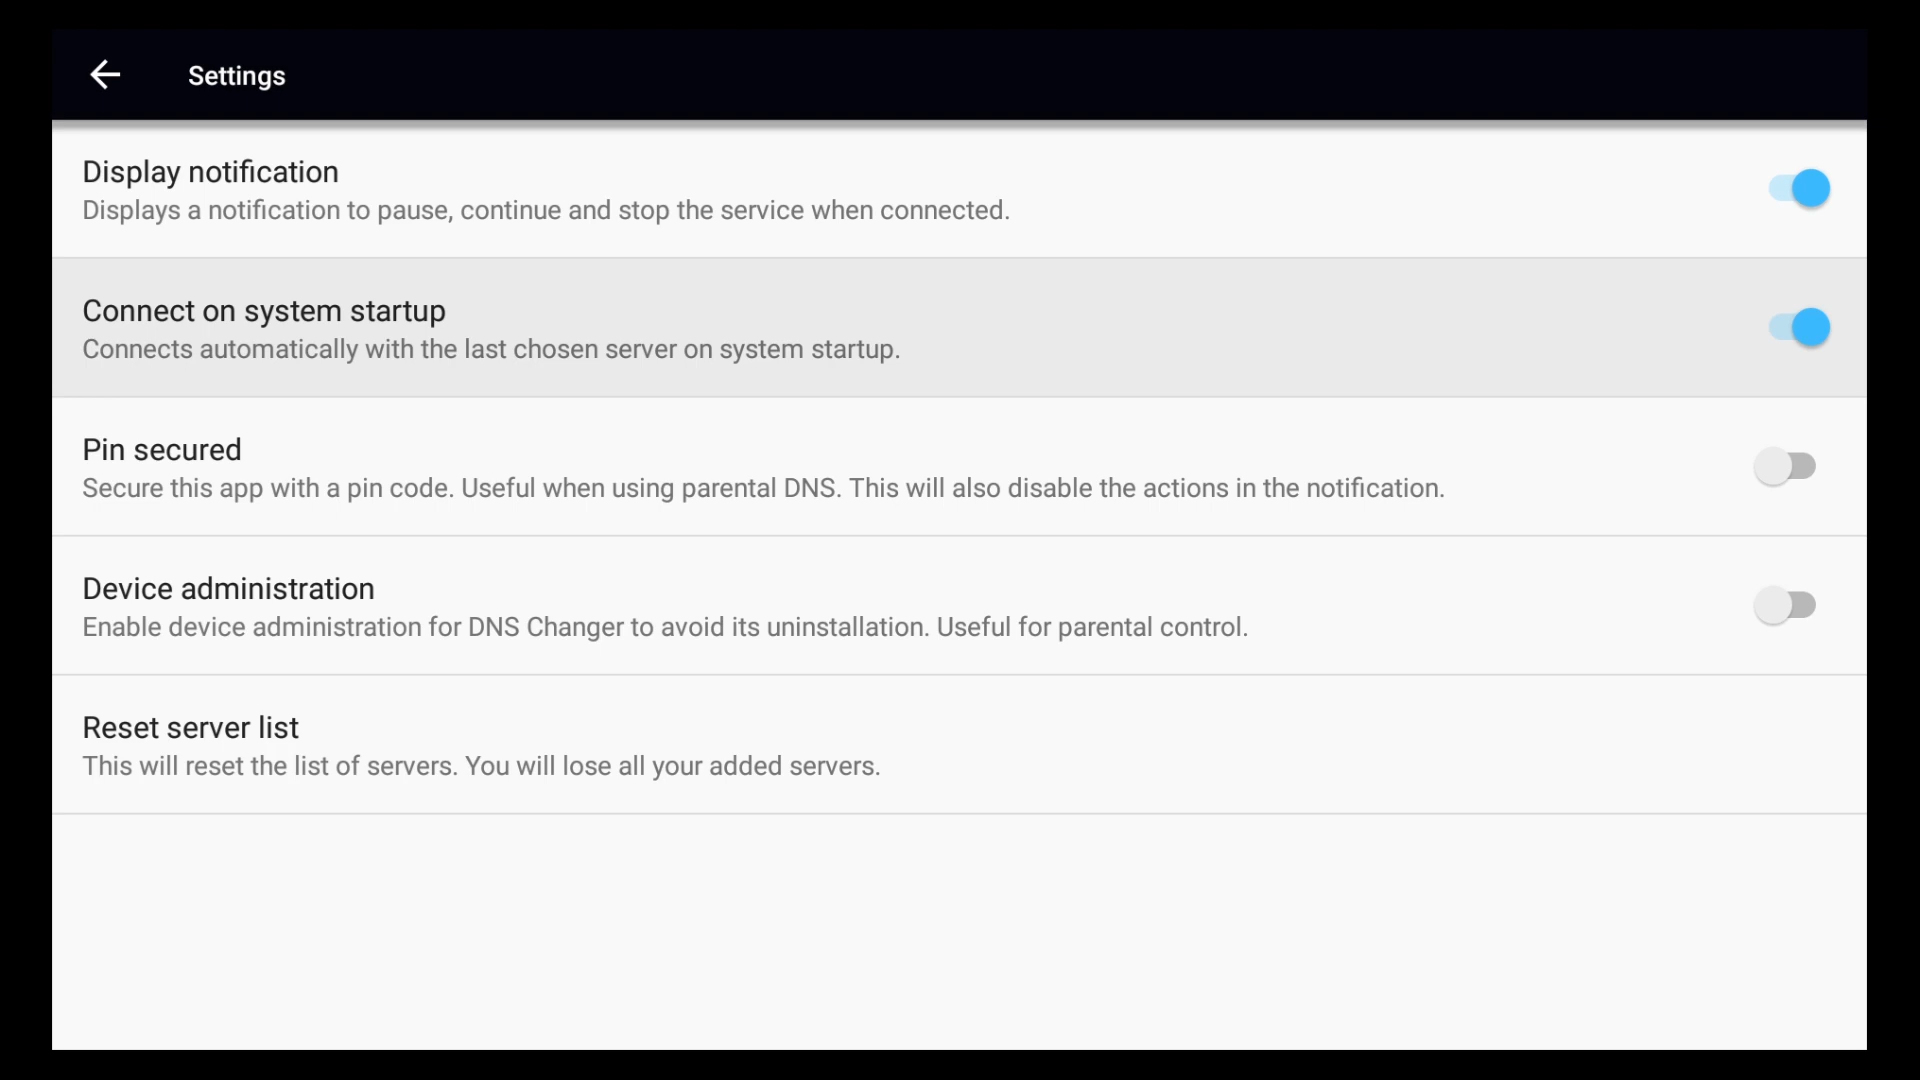 Settings
Display notification
Displays a notification to pause, continue and stop the service when connected.
Connect on system startup
Connects automatically with the last chosen server on system startup.
Pin secured
Secure this app with a pin code. Useful when using parental DNS. This will also disable the actions in the notification.
Device administration
Enable device administration for DNS Changer to avoid its uninstallation. Useful for parental control.
Reset server list
This will reset the list of servers. You will lose all your added servers.